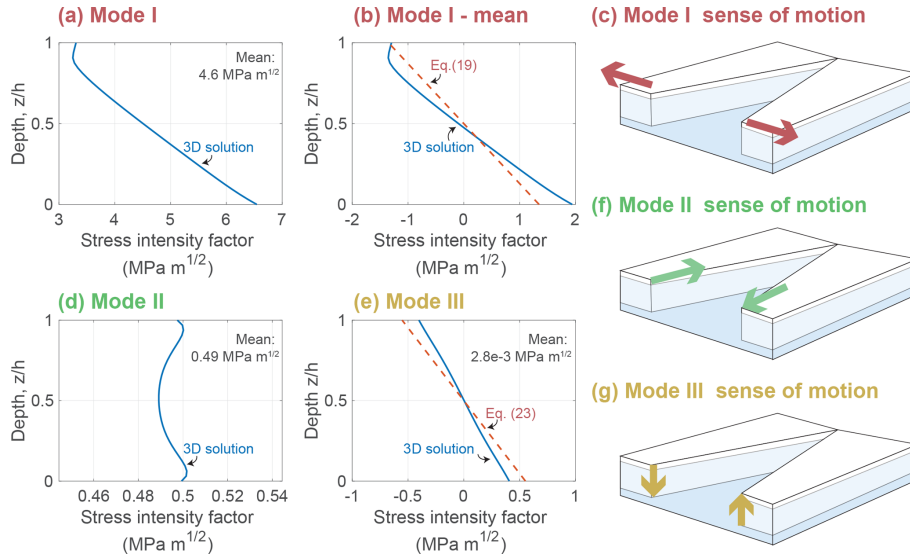 (a) Mode I
Depth, z/h
1
0.5
0
3
4
5
6
7
Mean:
4.6 MPa m^1/2
3D solution
Stress intensity factor
(MPa m^1/2)
(b) Mode I - mean
Depth, z/h
1
0.5
0
-2
-1
0
1
2
Eq.(19)
3D solution
Stress intensity factor
(MPa m^1/2)
(c) Mode I sense of motion
(f) Mode II sense of motion
(d) Mode II
Depth, z/h
1
0.5
0
0.46
0.48
0.5
0.52
0.54
Mean:
0.49 MPa m^1/2
3D solution
Stress intensity factor
(MPa m^1/2)
(e) Mode III
Depth, z/h
1
0.5
0
-1
-0.5
0
0.5
1
Mean:
2.8e-3 MPa m^1/2
Eq. (23)
3D solution
Stress intensity factor
(MPa m^1/2)
(g) Mode III sense of motion